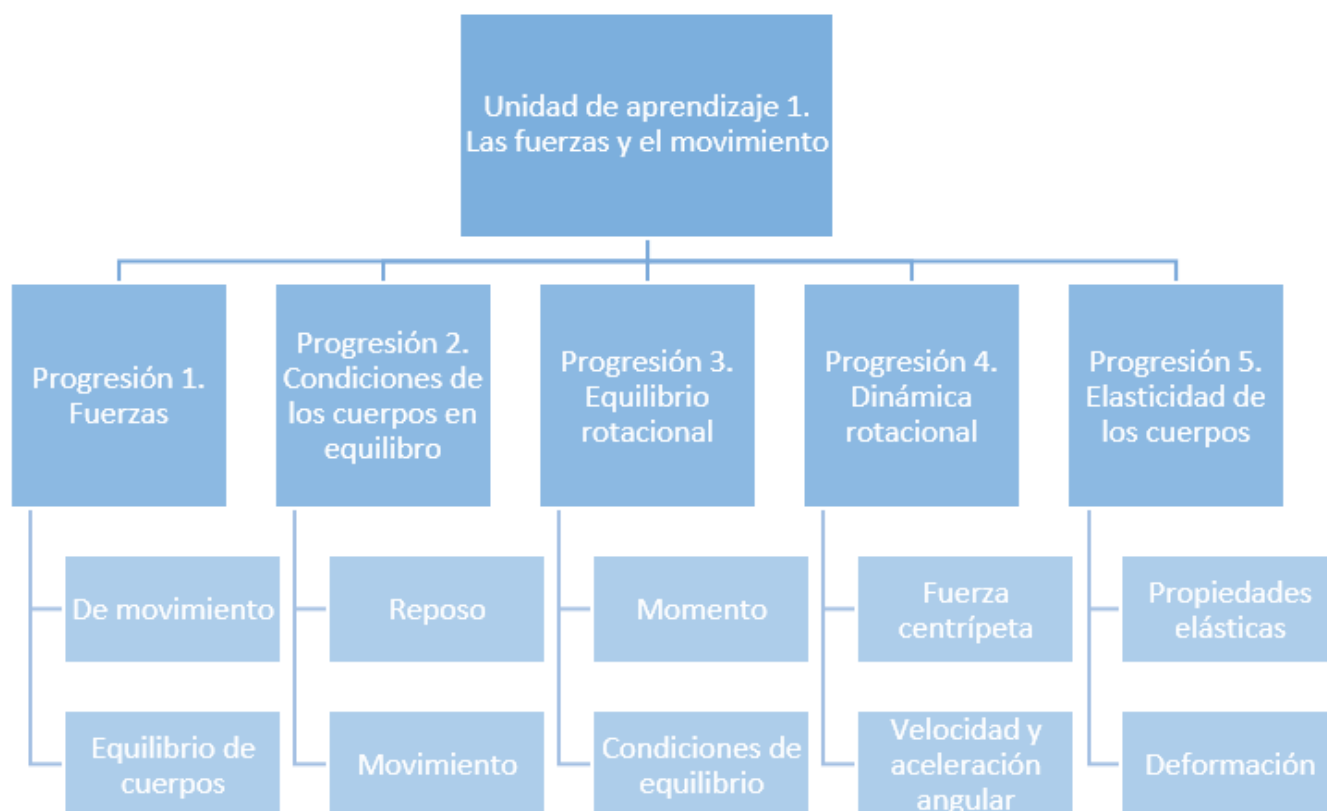 Unidad de aprendizaje 1.
Las fuerzas y el movimiento
Progresión 1.
Fuerzas
De movimiento
Equilibrio de
cuerpos
Progresión 2.
Condiciones de
los cuerpos en
equilibro
Reposo
Movimiento
Progresión 3.
Equilibrio
rotacional
Momento
Condiciones de
equilibrio
Progresión 4.
Dinámica
rotacional
Fuerza
centrípeta
Velocidad y
aceleración
angular
Progresión 5.
Elasticidad de
los cuerpos
Propiedades
elásticas
Deformación